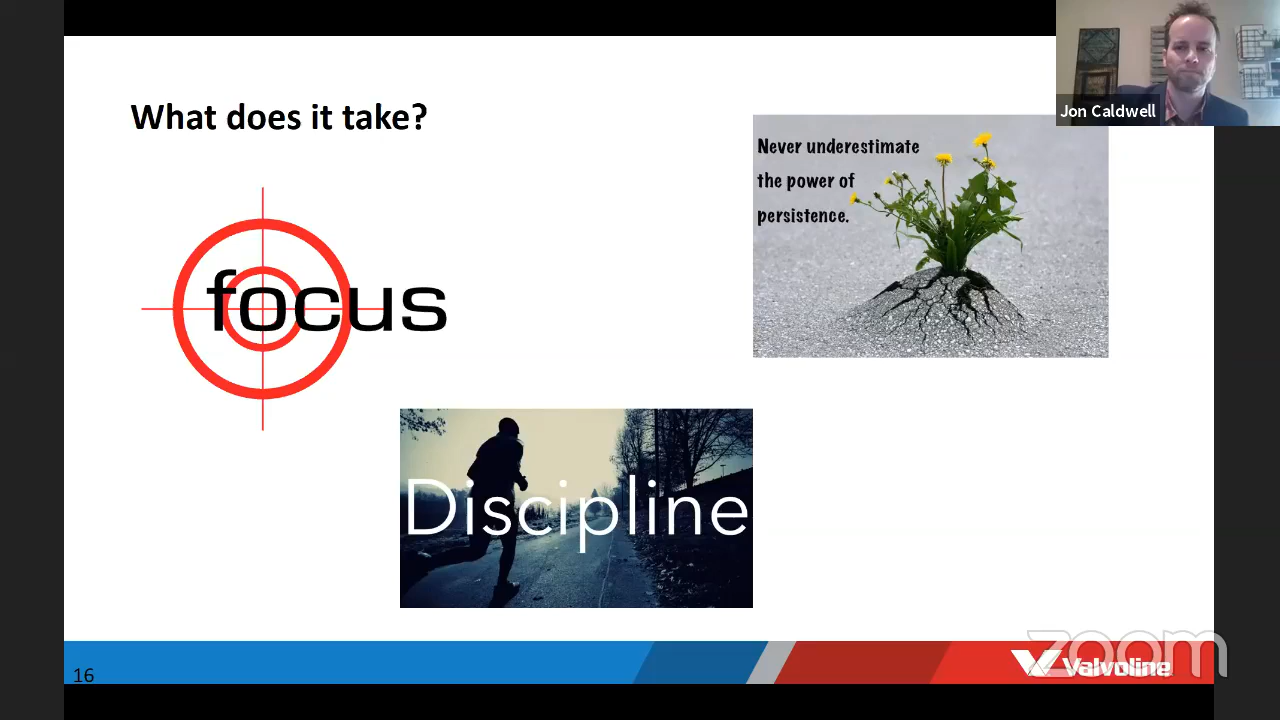 What does it take?
Jon Caldwell
Never underestimate
the power of
persistence.
focus
Discipline
16
zoom
Valvoline